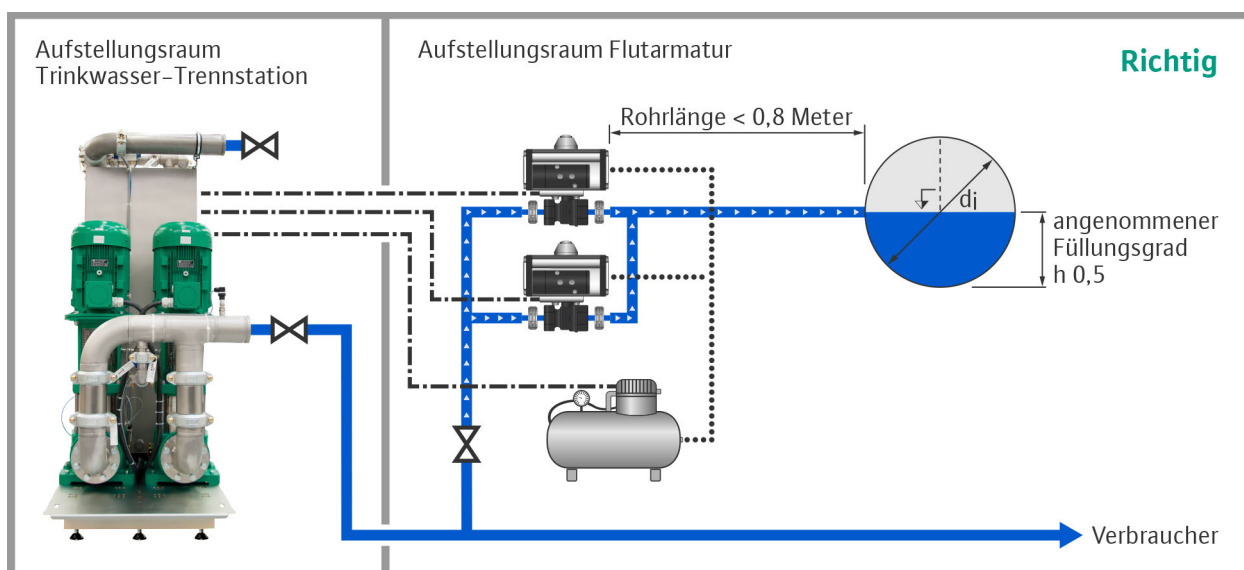 Aufstellungsraum
Trinkwasser-Trennstation
Aufstellungsraum Flutarmatur
Richtig
Rohrlänge < 0,8 Meter
di
angenommener
Füllungsgrad
h 0,5
Verbraucher